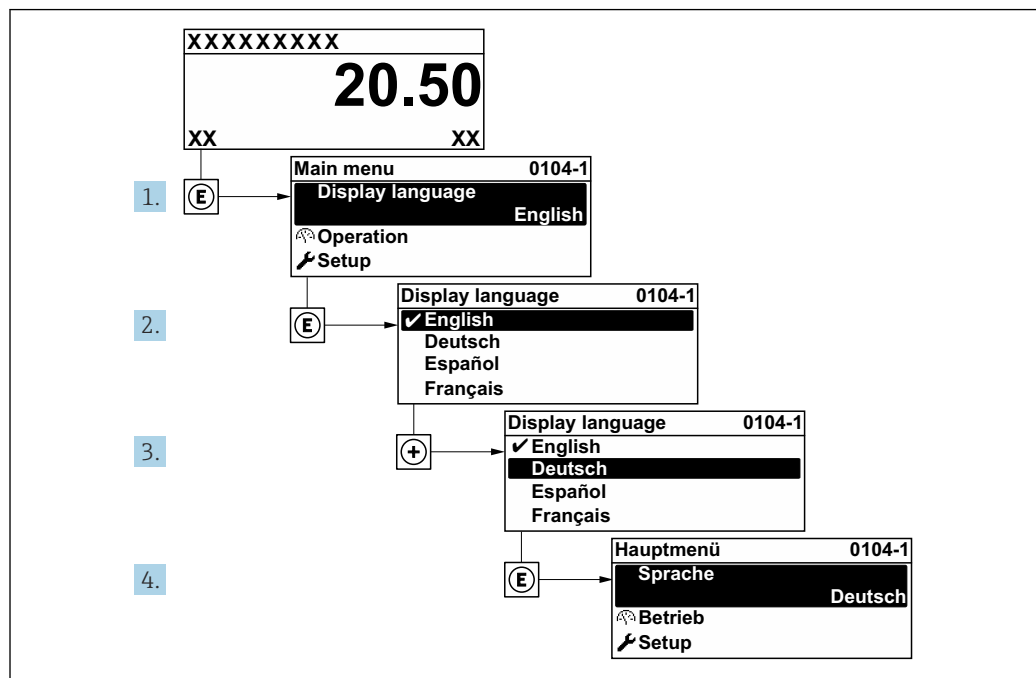 XXXXXXXXX
20.50
XX XX
1. E
Main menu 0104-1
Display language
English
Operation
Setup
2. E
Display language 0104-1
✔ English
Deutsch
Español
Français
3. +
Display language 0104-1
✔ English
Deutsch
Español
Français
4. E
Hauptmenü 0104-1
Sprache
Deutsch
Betrieb
Setup